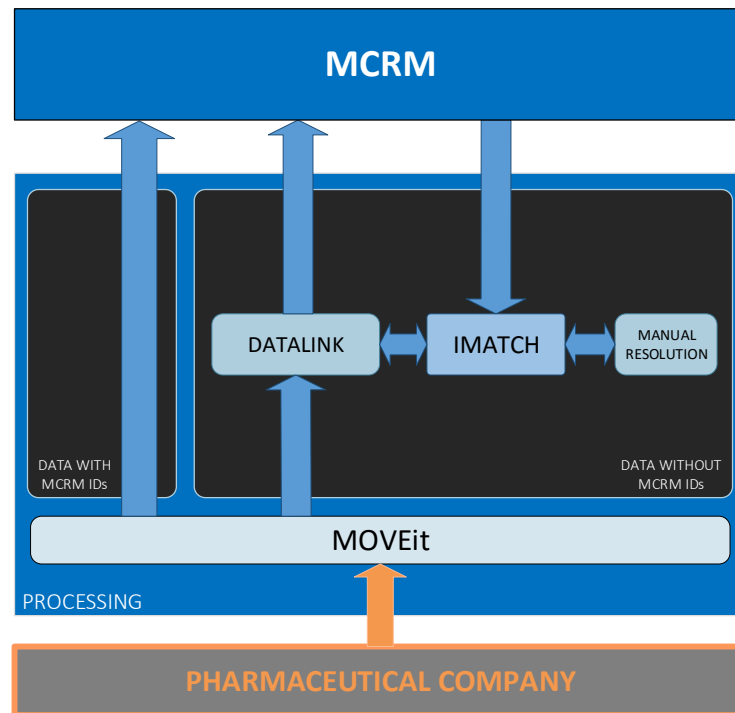 MCRM
DATALINK
IMATCH
MANUAL
RESOLUTION
DATA WITH
MCRM IDs
DATA WITHOUT
MCRM IDs
MOVEit
PROCESSING
PHARMACEUTICAL COMPANY